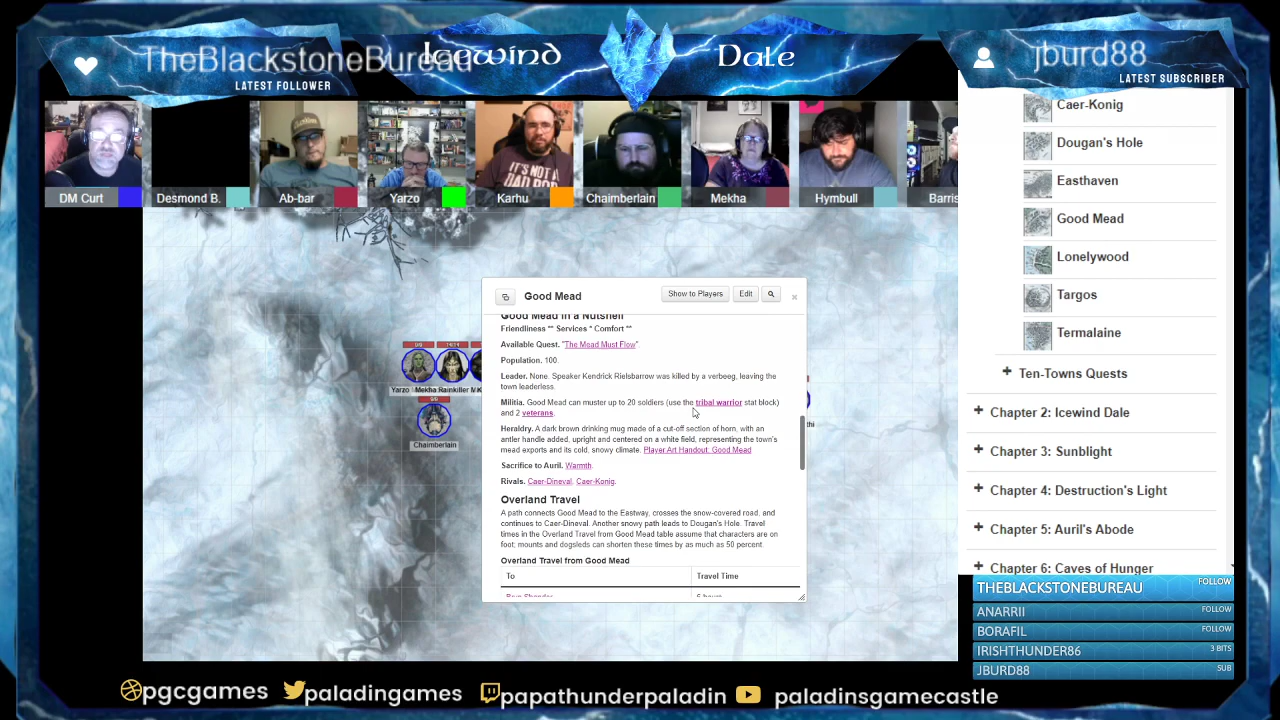 TheBlackstoneBureau
LATEST FOLLOWER
Icewind Dale
jburd88
LATEST SUBSCRIBER
DM Curt
Desmond B.
Ab-bar
Yarzo
Karhu
Chaimberlain
Mekha
Hymbull
Barris
IT'S NOT A
DAD BOD
Caer-Konig
Dougan's Hole
Easthaven
Good Mead
Lonelywood
Targos
Termalaine
Ten-Towns Quests
Chapter 2: Icewind Dale
Chapter 3: Sunblight
Chapter 4: Destruction's Light
Chapter 5: Auril's Abode
Chapter 6: Caves of Hunger
Good Mead
Show to Players
Edit
Good Mead in a Nutshell
Friendliness ** Services * Comfort **
Available Quest. "The Mead Must Flow".
Population. 100.
Leader. None. Speaker Kendrick Rielsbarrow was killed by a verbeeg, leaving the
town leaderless.
Militia. Good Mead can muster up to 20 soldiers (use the tribal warrior stat block)
and 2 veterans.
Heraldry. A dark brown drinking mug made of a cut-off section of horn, with an
antler handle added, upright and centered on a white field, representing the town's
mead exports and its cold, snowy climate. Player Art Handout: Good Mead
Sacrifice to Auril. Warmth.
Rivals. Caer-Dineval, Caer-Konig.
Overland Travel
A path connects Good Mead to the Eastway, crosses the snow-covered road, and
continues to Caer-Dineval. Another snowy path leads to Dougan's Hole. Travel
times in the Overland Travel from Good Mead table assume that characters are on
foot; mounts and dogsleds can shorten these times by as much as 50 percent.
Overland Travel from Good Mead
To
Travel Time
Bryn Shander
6 hours
Yarzo
Mekha Rainkiller
Chaimberlain
THEBLACKSTONEBUREAU
FOLLOW
ANARRII
FOLLOW
BORAFIL
FOLLOW
IRISHTHUNDER86
3 BITS
JBURD88
SUB
pgcgames
paladingames
papathunderpaladin
paladinsgamecastle